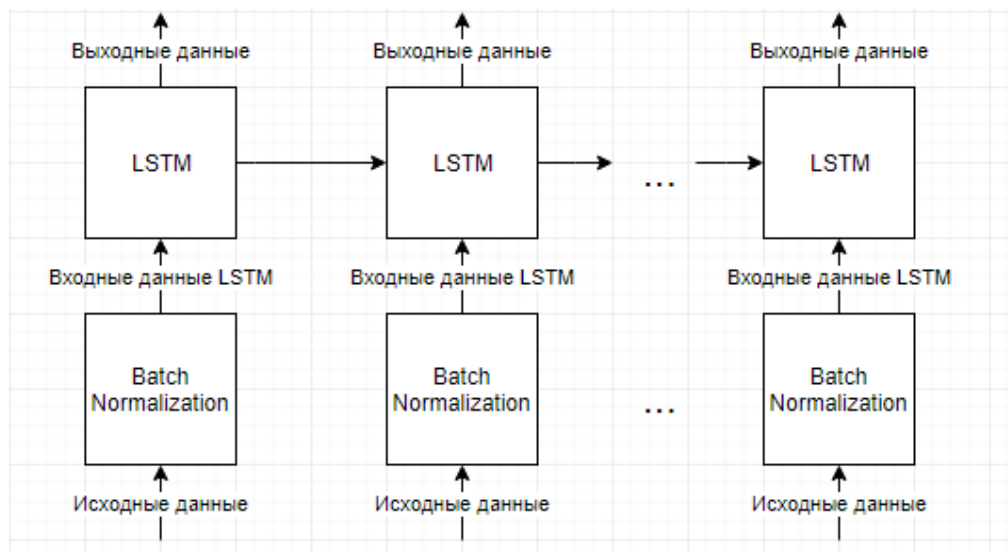 Выходные данные Выходные данные Выходные данные
LSTM LSTM ... LSTM
Входные данные LSTM Входные данные LSTM Входные данные LSTM
Batch Batch Batch
Normalization Normalization ... Normalization
Исходные данные Исходные данные Исходные данные